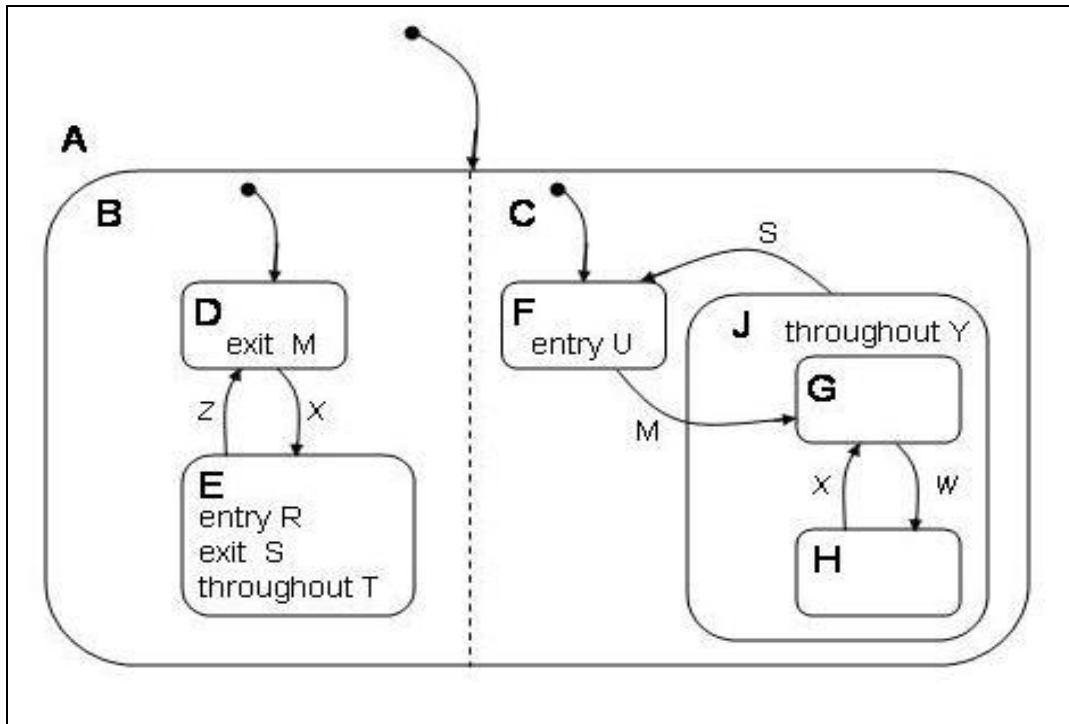 A
B
C
S
D
exit M
F
entry U
J
throughout Y
G
Z
X
M
E
entry R
exit S
throughout T
X
W
H